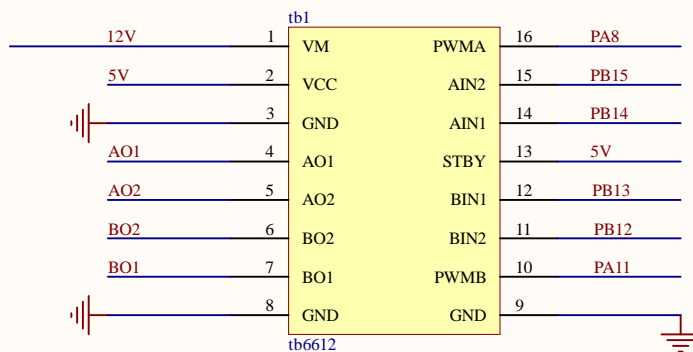 tb1
12V 1 VM PWMA 16 PA8
5V 2 VCC AIN2 15 PB15
3 GND AIN1 14 PB14
AO1 4 AO1 STBY 13 5V
AO2 5 AO2 BIN1 12 PB13
BO2 6 BO2 BIN2 11 PB12
BO1 7 BO1 PWMB 10 PA11
8 GND GND 9
tb6612